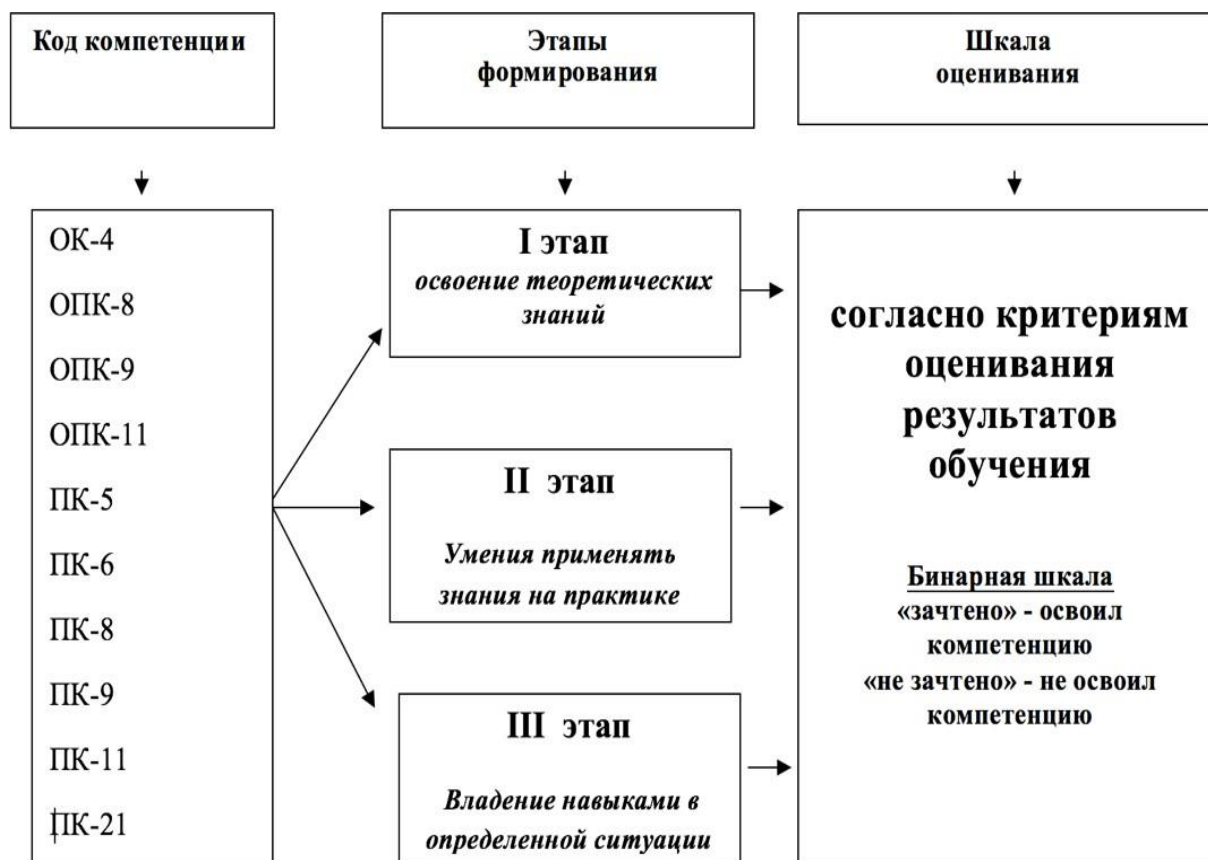 Код компетенции
Этапы
формирования
Шкала
оценивания
ОК-4
ОПК-8
ОПК-9
ОПК-11
ПК-5
ПК-6
ПК-8
ПК-9
ПК-11
ПК-21
I этап
освоение теоретических
знаний
II этап
Умения применять
знания на практике
III этап
Владение навыками в
определенной ситуации
согласно критериям
оценивания
результатов
обучения
Бинарная шкала
«зачтено» - освоил
компетенцию
«не зачтено» - не освоил
компетенцию